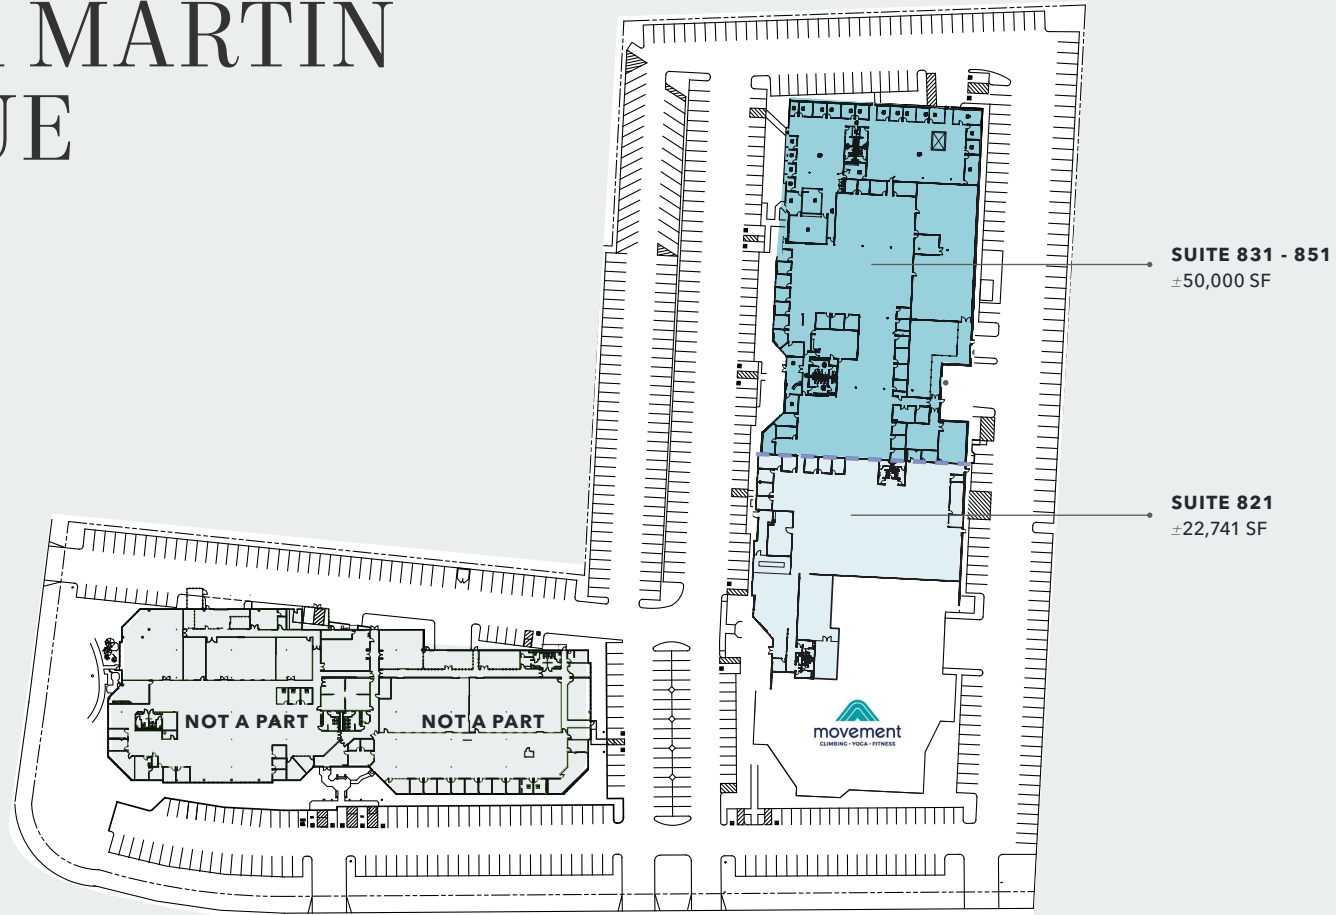 MARTIN
UE
SUITE 831 - 851
±50,000 SF
SUITE 821
±22,741 SF
NOT A PART
NOT A PART
movement
CLIMBING • YOGA • FITNESS